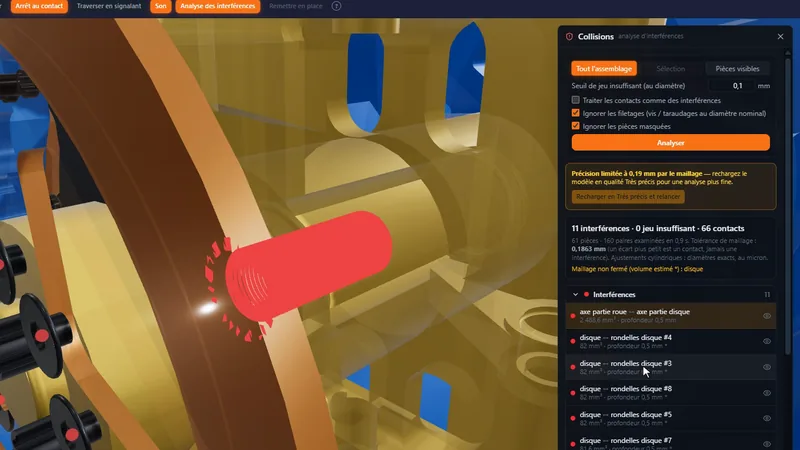 Arrêt au contact
Traverser en signalant
Son
Analyse des interférences
Remettre en place
?
Collisions
analyse d'interférences
Tout l'assemblage
Sélection
Pièces visibles
Seuil de jeu insuffisant (au diamètre)
0,1
mm
Traiter les contacts comme des interférences
Ignorer les filetages (vis / taraudages au diamètre nominal)
Ignorer les pièces masquées
Analyser
Précision limitée à 0,19 mm par le maillage — rechargez le
modèle en qualité Très précis pour une analyse plus fine.
Recharger en Très précis et relancer
11 interférences · 0 jeu insuffisant · 66 contacts
61 pièces · 160 paires examinées en 0,9 s. Tolérance de maillage :
0,1863 mm (un écart plus petit est un contact, jamais une
interférence). Ajustements cylindriques : diamètres exacts, au micron.
Maillage non fermé (volume estimé *) : disque
Interférences
11
axe partie roue ↔ axe partie disque
2 488,6 mm³ · profondeur 0,5 mm
disque ↔ rondelles disque #4
82 mm³ · profondeur 0,5 mm *
disque ↔ rondelles disque #3
82 mm³ · profondeur 0,5 mm *
disque ↔ rondelles disque #8
82 mm³ · profondeur 0,5 mm *
disque ↔ rondelles disque #5
82 mm³ · profondeur 0,5 mm *
disque ↔ rondelles disque #7
81,6 mm³ · profondeur 0,5 mm *